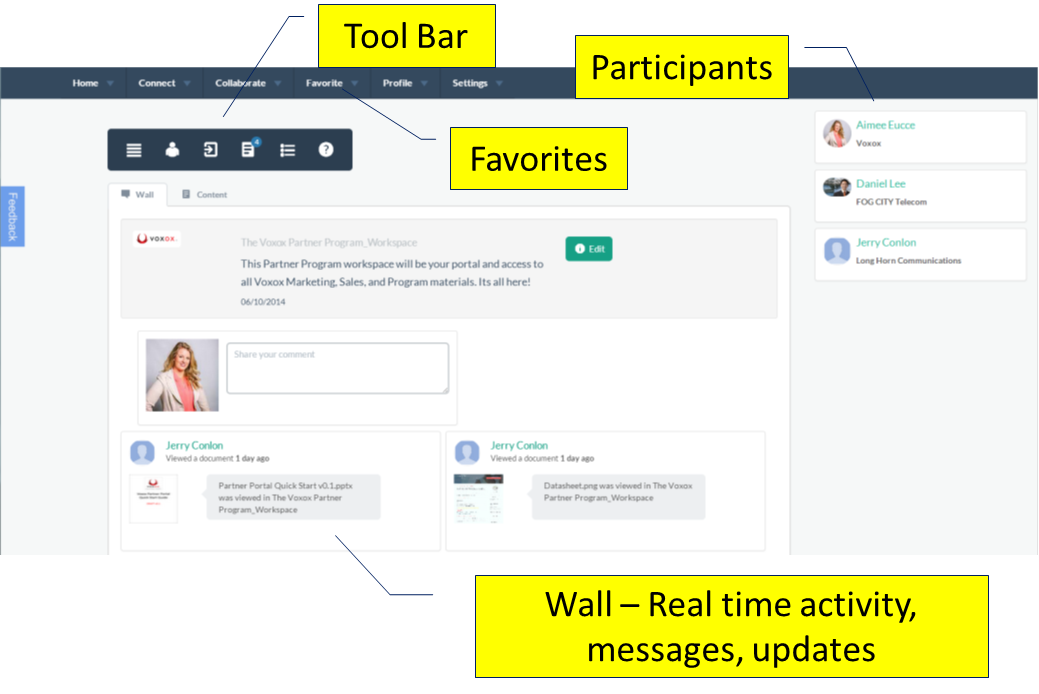 Tool Bar
Participants
Home
Connect
Collaborate
Favorite
Profile
Settings
Favorites
Aimee Eucce
Voxox
Daniel Lee
FOG CITY Telecom
Jerry Conlon
Long Horn Communications
4
?
Feedback
Wall
Content
VOXOX.
The Voxox Partner Program_Workspace
Edit
This Partner Program workspace will be your portal and access to
all Voxox Marketing, Sales, and Program materials. Its all here!
06/10/2014
Share your comment
Jerry Conlon
Viewed a document 1 day ago
Partner Portal Quick Start v0.1.pptx
was viewed in The Voxox Partner
Program_Workspace
Jerry Conlon
Viewed a document 1 day ago
Datasheet.png was viewed in The Voxox
Partner Program_Workspace
Wall – Real time activity,
messages, updates